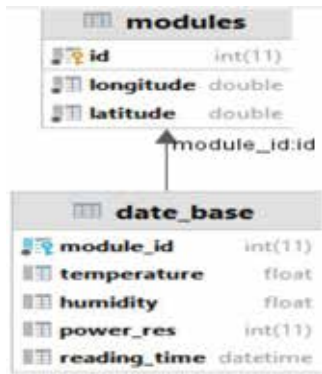 modules
id int(11)
longitude double
latitude double
module_id:id
date_base
module_id int(11)
temperature float
humidity float
power_res int(11)
reading_time datetime